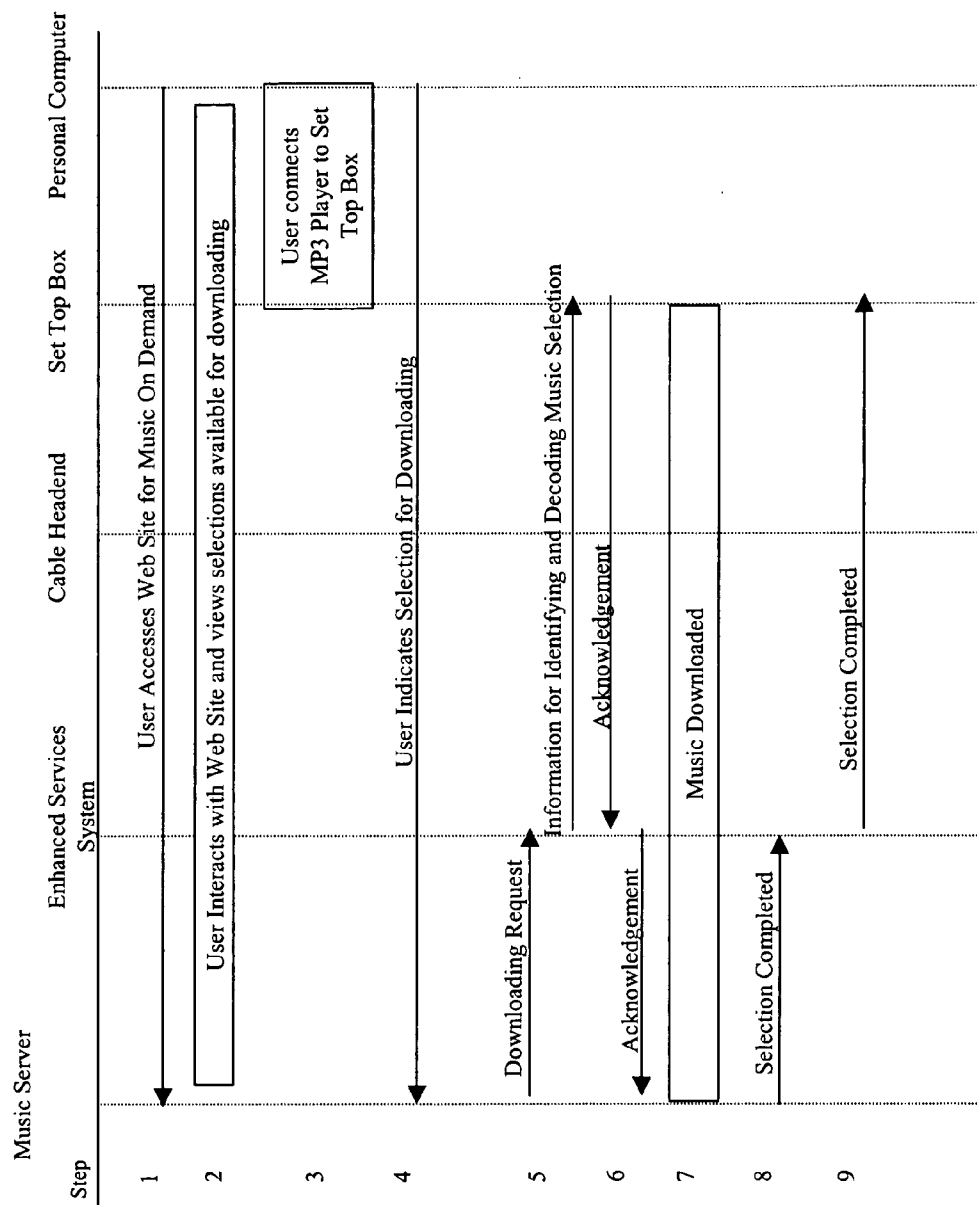 Music Server
Enhanced Services
System
Cable Headend
Set Top Box
Personal Computer
Step
1
User Accesses Web Site for Music On Demand
2
User Interacts with Web Site and views selections available for downloading
3
User connects
MP3 Player to Set
Top Box
4
User Indicates Selection for Downloading
5
Downloading Request
Information for Identifying and Decoding Music Selection
6
Acknowledgement
Acknowledgement
7
Music Downloaded
8
Selection Completed
9
Selection Completed